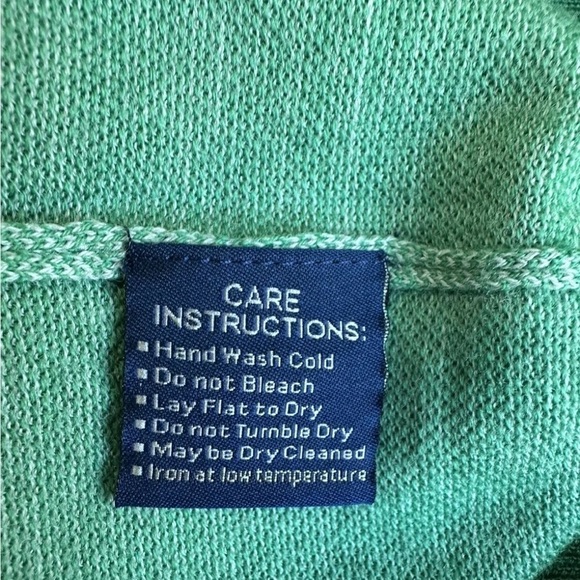 CARE
INSTRUCTIONS:
▪ Hand Wash Cold
▪ Do not Bleach
▪ Lay Flat to Dry
▪ Do not Tumble Dry
▪ May be Dry Cleaned
▪ Iron at low temperature